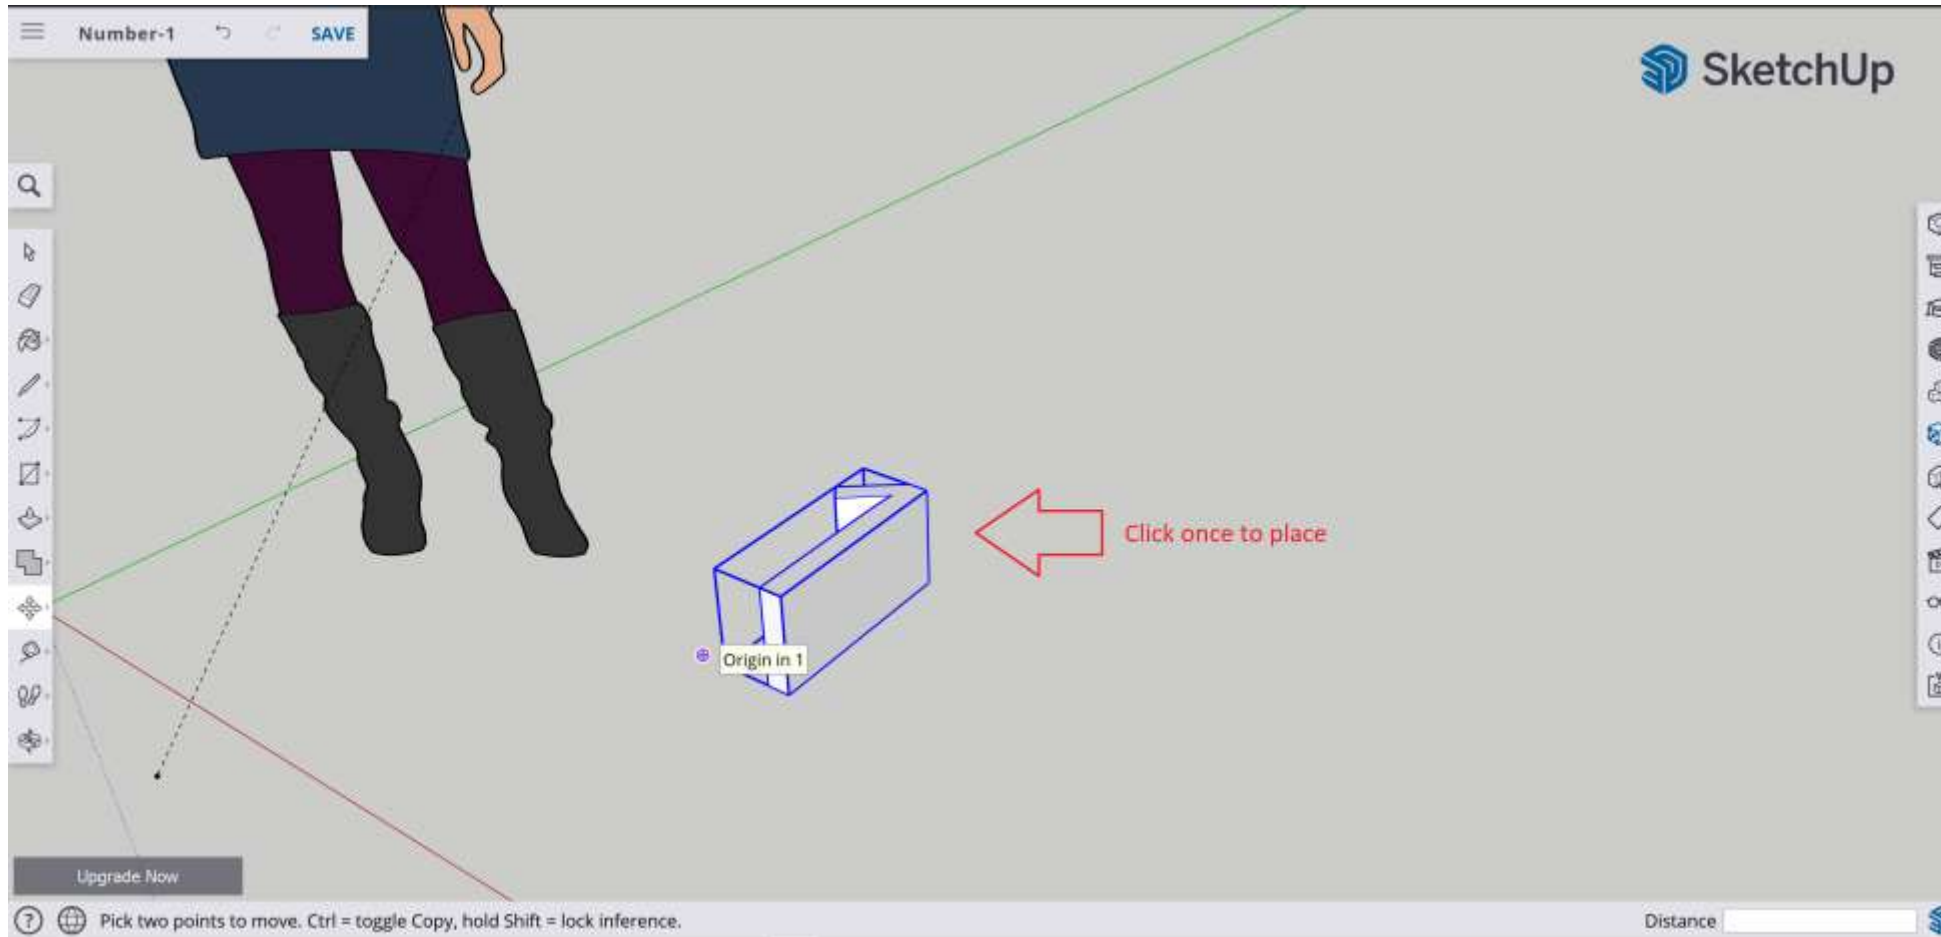 Number-1 SAVE
SketchUp
Click once to place
Origin in 1
Upgrade Now
Pick two points to move. Ctrl = toggle Copy, hold Shift = lock inference.
Distance